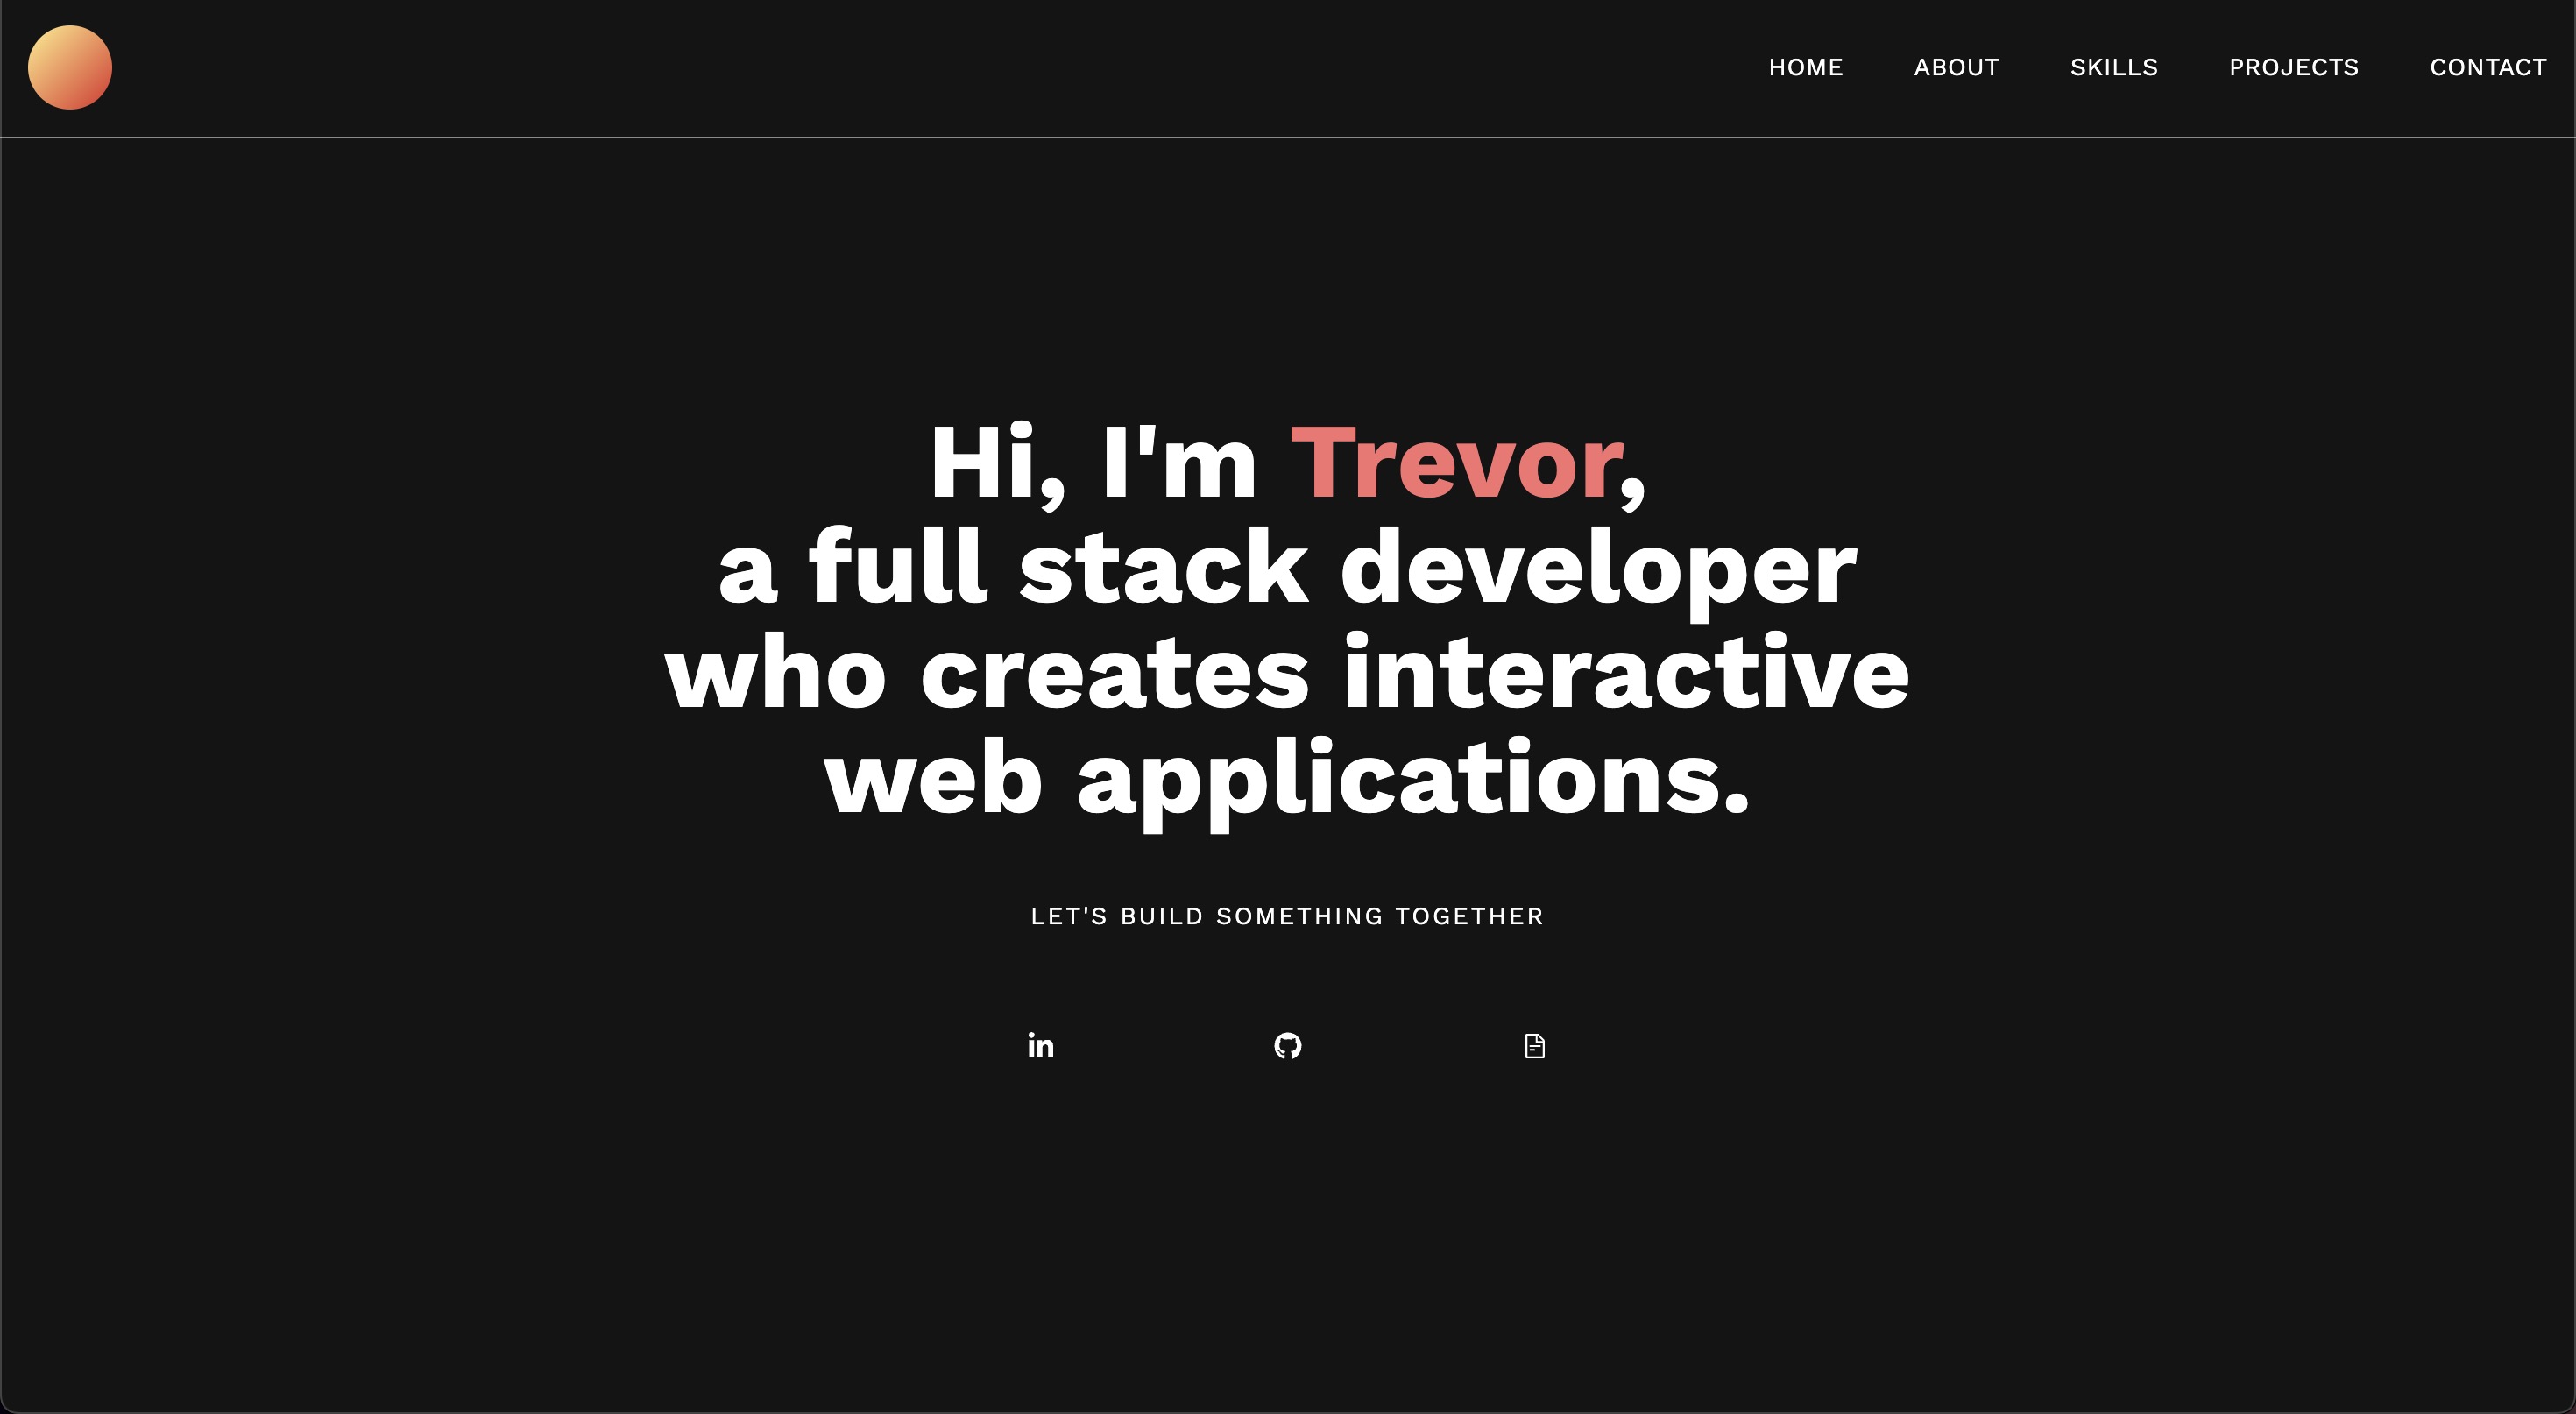 HOME ABOUT SKILLS PROJECTS CONTACT
Hi, I'm Trevor,
a full stack developer
who creates interactive
web applications.
LET'S BUILD SOMETHING TOGETHER
in